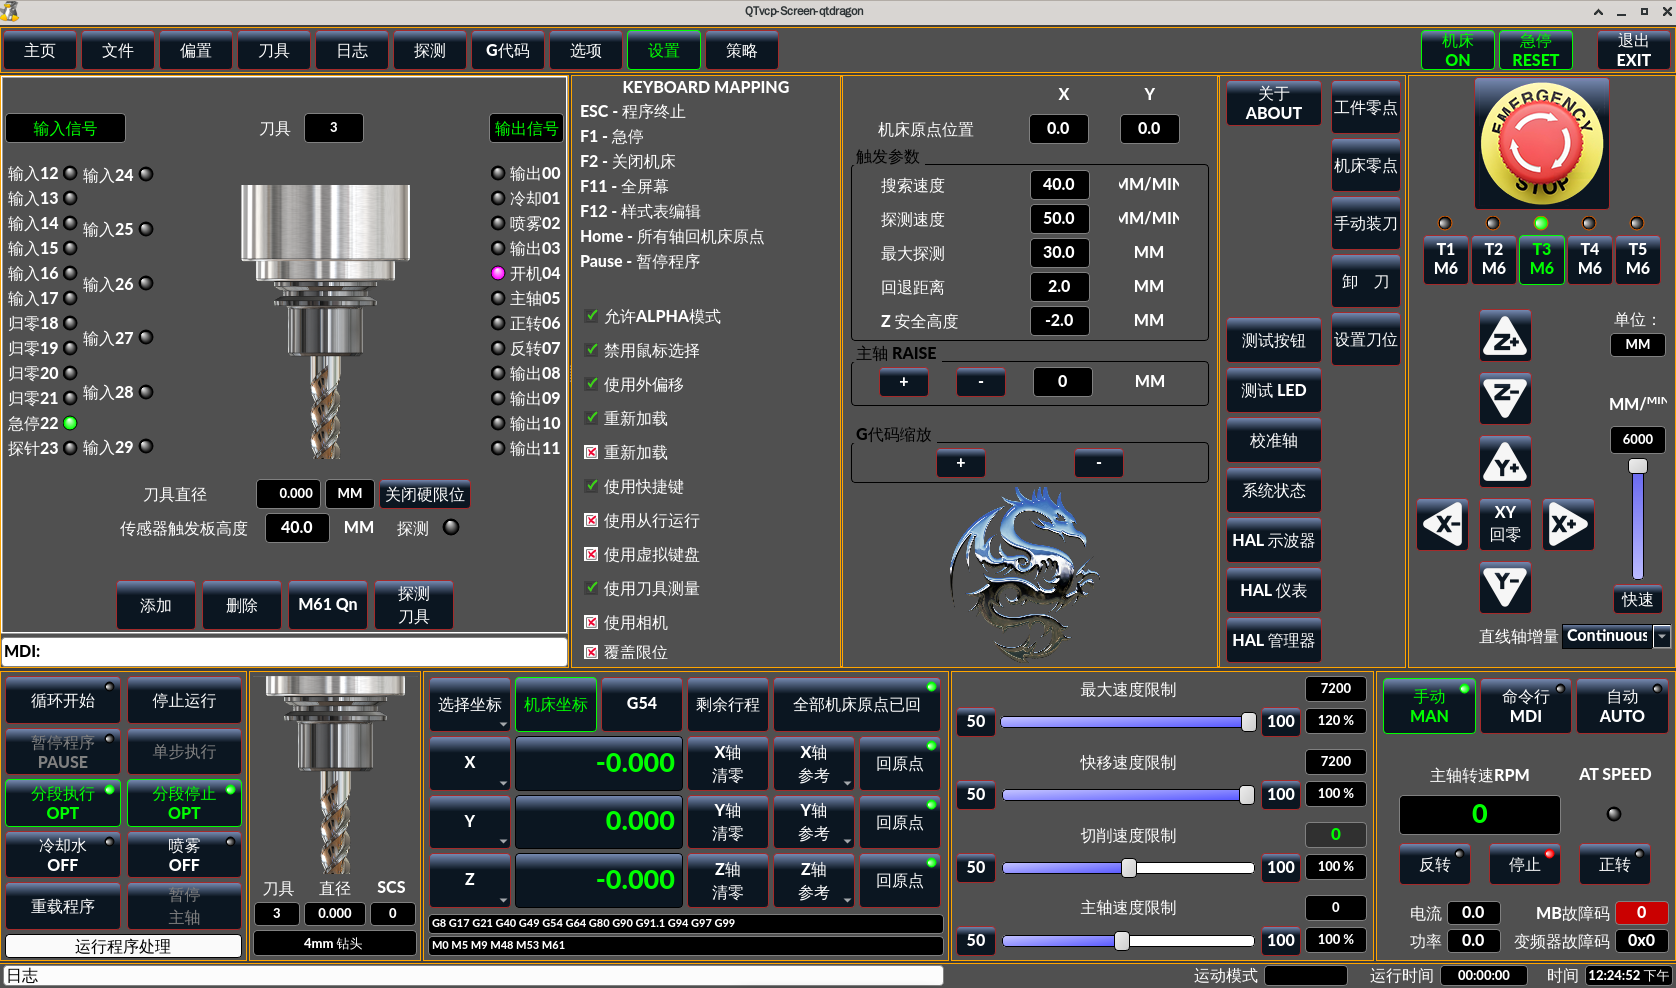 QTvcp-Screen-qtdragon
主页 文件 偏置 刀具 日志 探测 G代码 选项 设置 策略
机床 ON
急停 RESET
退出 EXIT
输入信号 刀具 3 输出信号
输入12 输入24 输出00
输入13 冷却01
输入14 输入25 喷雾02
输入15 输出03
输入16 输入26 开机04
输入17 主轴05
归零18 输入27 正转06
归零19 反转07
归零20 输入28 输出08
归零21 输出09
急停22 输出10
探针23 输入29 输出11
刀具直径 0.000 MM 关闭硬限位
传感器触发板高度 40.0 MM 探测
添加 删除 M61 Qn 探测 刀具
MDI:
KEYBOARD MAPPING
ESC - 程序终止
F1 - 急停
F2 - 关闭机床
F11 - 全屏幕
F12 - 样式表编辑
Home - 所有轴回机床原点
Pause - 暂停程序
允许ALPHA模式
禁用鼠标选择
使用外偏移
重新加载
重新加载
使用快捷键
使用从行运行
使用虚拟键盘
使用刀具测量
使用相机
覆盖限位
X Y
机床原点位置 0.0 0.0
触发参数
搜索速度 40.0 MM/MIN
探测速度 50.0 MM/MIN
最大探测 30.0 MM
回退距离 2.0 MM
Z 安全高度 -2.0 MM
主轴 RAISE
+ - 0 MM
G代码缩放
+ -
关于 ABOUT
测试按钮
测试 LED
校准轴
系统状态
HAL 示波器
HAL 仪表
HAL 管理器
工件零点
机床零点
手动装刀
卸 刀
设置刀位
EMERGENCY
STOP
T1 M6 T2 M6 T3 M6 T4 M6 T5 M6
单位：
MM
Z+
Z-
MM/MIN
6000
Y+
X- XY 回零 X+
Y-
快速
直线轴增量 Continuous
循环开始 停止运行
暂停程序 PAUSE 单步执行
分段执行 OPT 分段停止 OPT
冷却水 OFF 喷雾 OFF
重载程序 暂停 主轴
运行程序处理
刀具 直径 SCS
3 0.000 0
4mm 钻头
选择坐标 机床坐标 G54 剩余行程 全部机床原点已回
X -0.000 X轴 清零 X轴 参考 回原点
Y 0.000 Y轴 清零 Y轴 参考 回原点
Z -0.000 Z轴 清零 Z轴 参考 回原点
G8 G17 G21 G40 G49 G54 G64 G80 G90 G91.1 G94 G97 G99
M0 M5 M9 M48 M53 M61
最大速度限制 7200
50 100 120 %
快移速度限制 7200
50 100 100 %
切削速度限制 0
50 100 100 %
主轴速度限制 0
50 100 100 %
手动 MAN 命令行 MDI 自动 AUTO
主轴转速RPM AT SPEED
0
反转 停止 正转
电流 0.0 MB故障码 0
功率 0.0 变频器故障码 0x0
日志 运动模式 运行时间 00:00:00 时间 12:24:52 下午